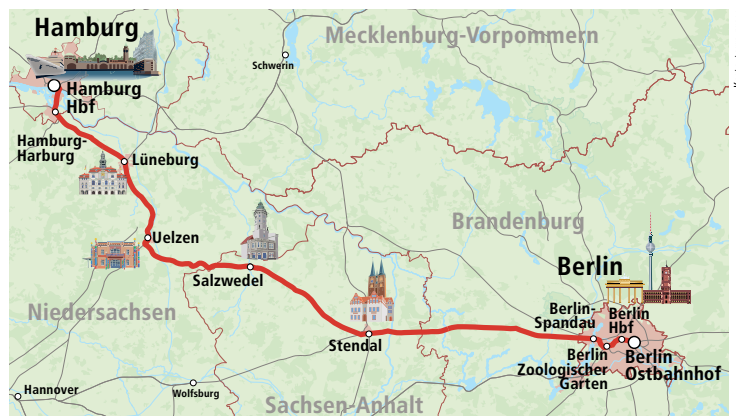 Hamburg
Mecklenburg-Vorpommern
Schwerin
Hamburg
Hbf
Hamburg-
Harburg
Lüneburg
Brandenburg
Uelzen
Salzwedel
Berlin
Niedersachsen
Berlin-
Spandau
Berlin
Hbf
Stendal
Berlin
Zoologischer
Garten
Berlin
Ostbahnhof
Hannover
Wolfsburg
Sachsen-Anhalt